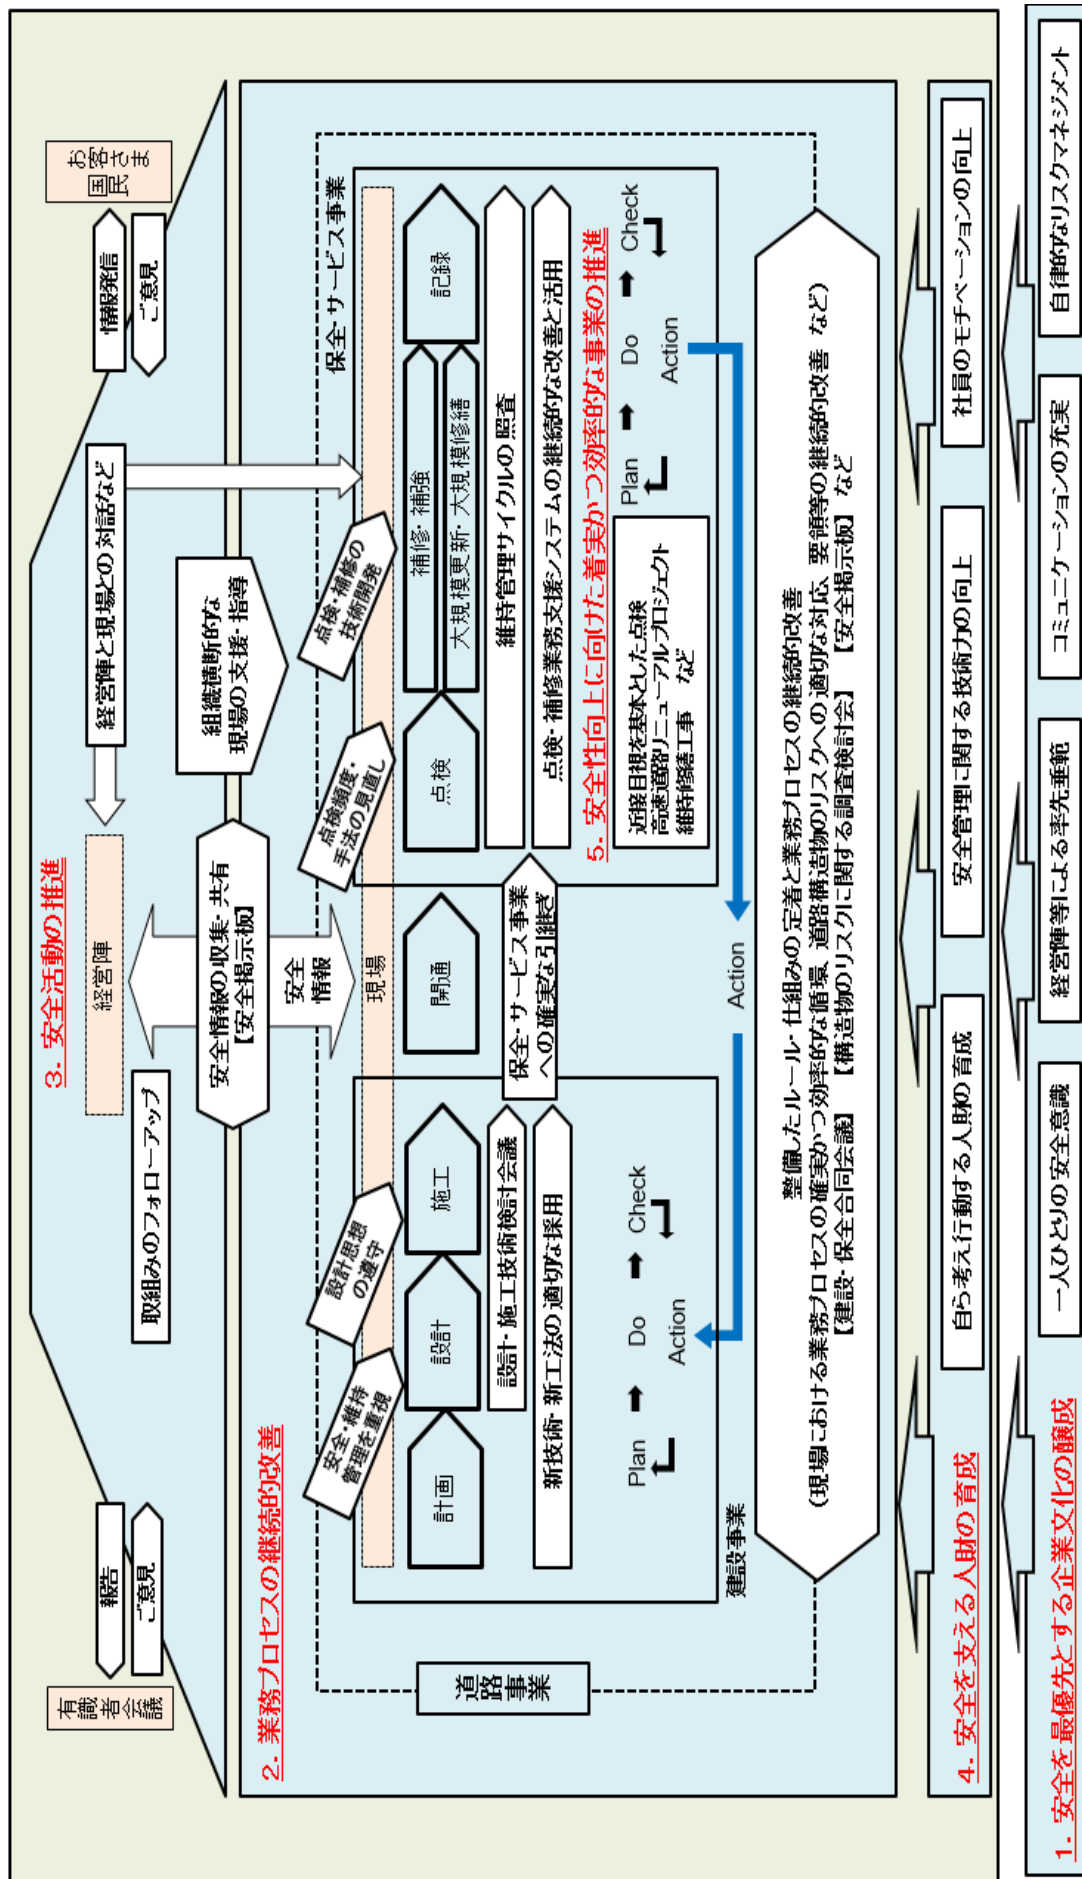 3. 安全活動の推進
有識者会議
報告
ご意見
経営陣
取組みのフォローアップ
経営陣と現場との対話など
情報発信
ご意見
お客さま
国民
安全情報の収集・共有
【安全掲示板】
組織横断的な
現場の支援・指導
安全
情報
2. 業務プロセスの継続的改善
道路
事業
安全・維持
管理を重視
設計思想
の遵守
点検頻度・
手法の見直し
点検・補修の
技術開発
保全・サービス事業
現場
計画
設計
施工
開通
点検
補修・補強
大規模更新・大規模修繕
記録
設計・施工技術検討会議
新技術・新工法の適切な採用
保全・サービス事業
への確実な引継ぎ
維持管理サイクルの照査
点検・補修業務支援システムの継続的な改善と活用
5. 安全性向上に向けた着実かつ効率的な事業の推進
近接目視を基本とした点検
高速道路リニューアルプロジェクト
維持修繕工事 など
Plan
Do
Check
Action
Plan
Do
Check
Action
Action
建設事業
整備したルール・仕組みの定着と業務プロセスの継続的改善
(現場における業務プロセスの確実かつ効率的な循環、道路構造物のリスクへの適切な対応、要領等の継続的改善 など)
【建設・保全合同会議】 【構造物のリスクに関する調査検討会】 【安全掲示板】 など
4. 安全を支える人財の育成
自ら考え行動する人財の育成
安全管理に関する技術力の向上
社員のモチベーションの向上
1. 安全を最優先とする企業文化の醸成
一人ひとりの安全意識
経営陣等による率先垂範
コミュニケーションの充実
自律的なリスクマネジメント